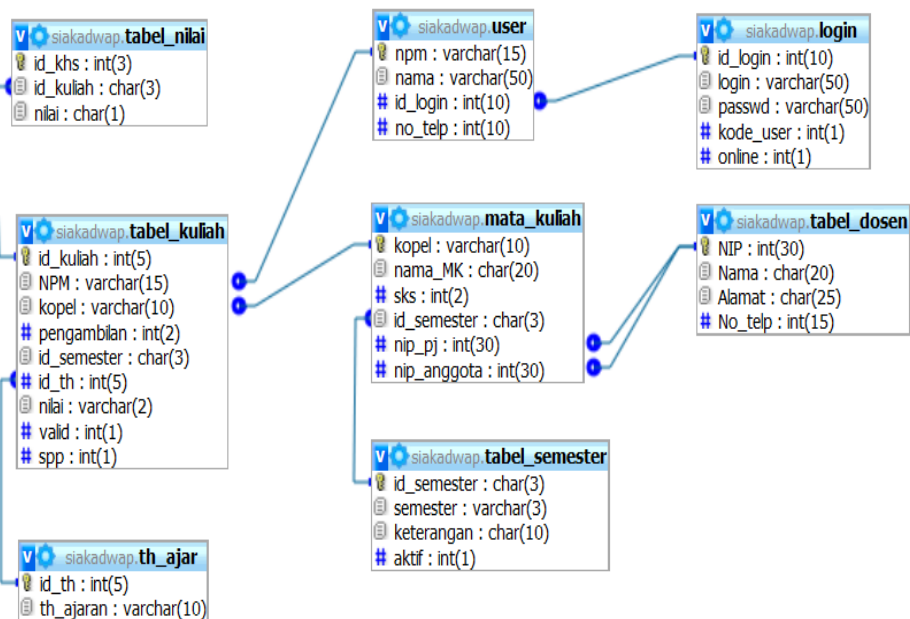 siakadwap.tabel_nilai
id_khs : int(3)
id_kuliah : char(3)
nilai : char(1)
siakadwap.user
npm : varchar(15)
nama : varchar(50)
# id_login : int(10)
# no_telp : int(10)
siakadwap.login
id_login : int(10)
login : varchar(50)
passwd : varchar(50)
# kode_user : int(1)
# online : int(1)
siakadwap.tabel_kuliah
id_kuliah : int(5)
NPM : varchar(15)
kopel : varchar(10)
# pengambilan : int(2)
id_semester : char(3)
# id_th : int(5)
nilai : varchar(2)
# valid : int(1)
# spp : int(1)
siakadwap.mata_kuliah
kopel : varchar(10)
nama_MK : char(20)
# sks : int(2)
id_semester : char(3)
# nip_pj : int(30)
# nip_anggota : int(30)
siakadwap.tabel_dosen
NIP : int(30)
Nama : char(20)
Alamat : char(25)
# No_telp : int(15)
siakadwap.tabel_semester
id_semester : char(3)
semester : varchar(3)
keterangan : char(10)
# aktif : int(1)
siakadwap.th_ajar
id_th : int(5)
th_ajaran : varchar(10)